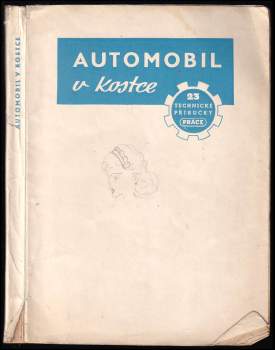 AUTOMOBIL V KOSTCE
AUTOMOBIL
v kostce
23
TECHNICKÉ
PŘÍRUČKY
PRÁCE